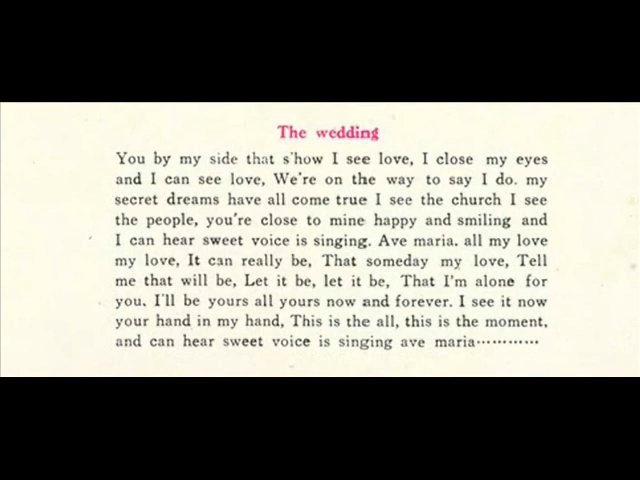 The wedding
You by my side that s'how I see love, I close my eyes
and I can see love, We're on the way to say I do. my
secret dreams have all come true I see the church I see
the people, you're close to mine happy and smiling and
I can hear sweet voice is singing. Ave maria. all my love
my love, It can really be, That someday my love, Tell
me that will be, Let it be, let it be, That I'm alone for
you, I'll be yours all yours now and forever. I see it now
your hand in my hand, This is the all, this is the moment.
and can hear sweet voice is singing ave maria············